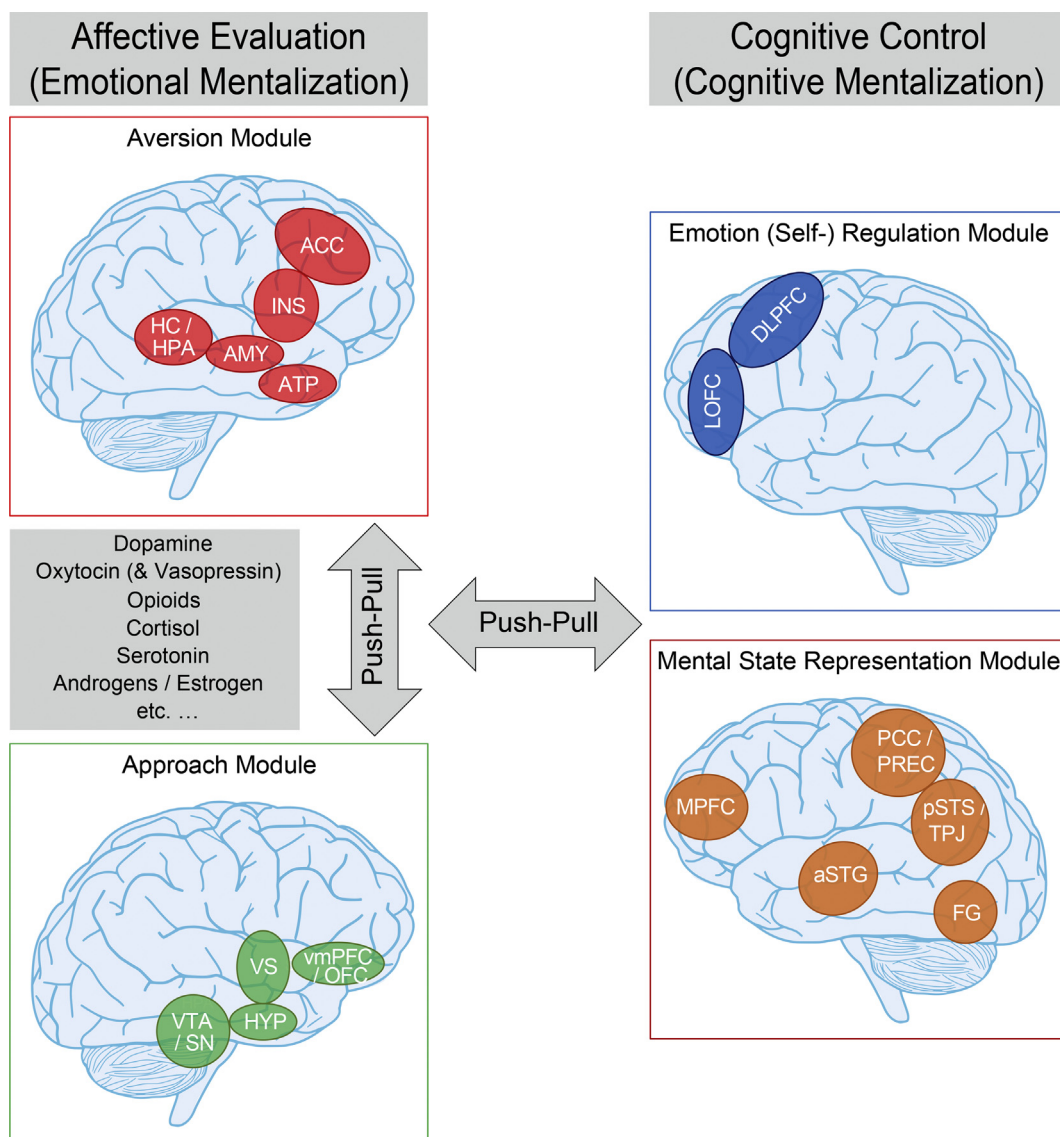 Affective Evaluation
(Emotional Mentalization)
Aversion Module
ACC
INS
HC /
HPA
AMY
ATP
Dopamine
Oxytocin (& Vasopressin)
Opioids
Cortisol
Serotonin
Androgens / Estrogen
etc. …
Push-Pull
Approach Module
VS
vmPFC
/ OFC
VTA
/ SN
HYP
Push-Pull
Cognitive Control
(Cognitive Mentalization)
Emotion (Self-) Regulation Module
DLPFC
LOFC
Mental State Representation Module
PCC /
PREC
MPFC
pSTS /
TPJ
aSTG
FG